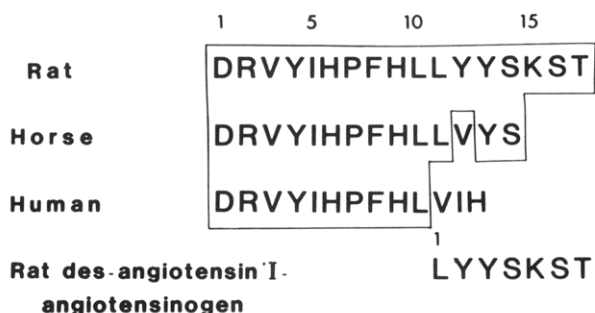 1 5 10 15
Rat DRVYIHPFHLLYYSKST
Horse DRVYIHPFHLLVYS
Human DRVYIHPFHLVIH
1
Rat des-angiotensin I- LYYSKST
angiotensinogen